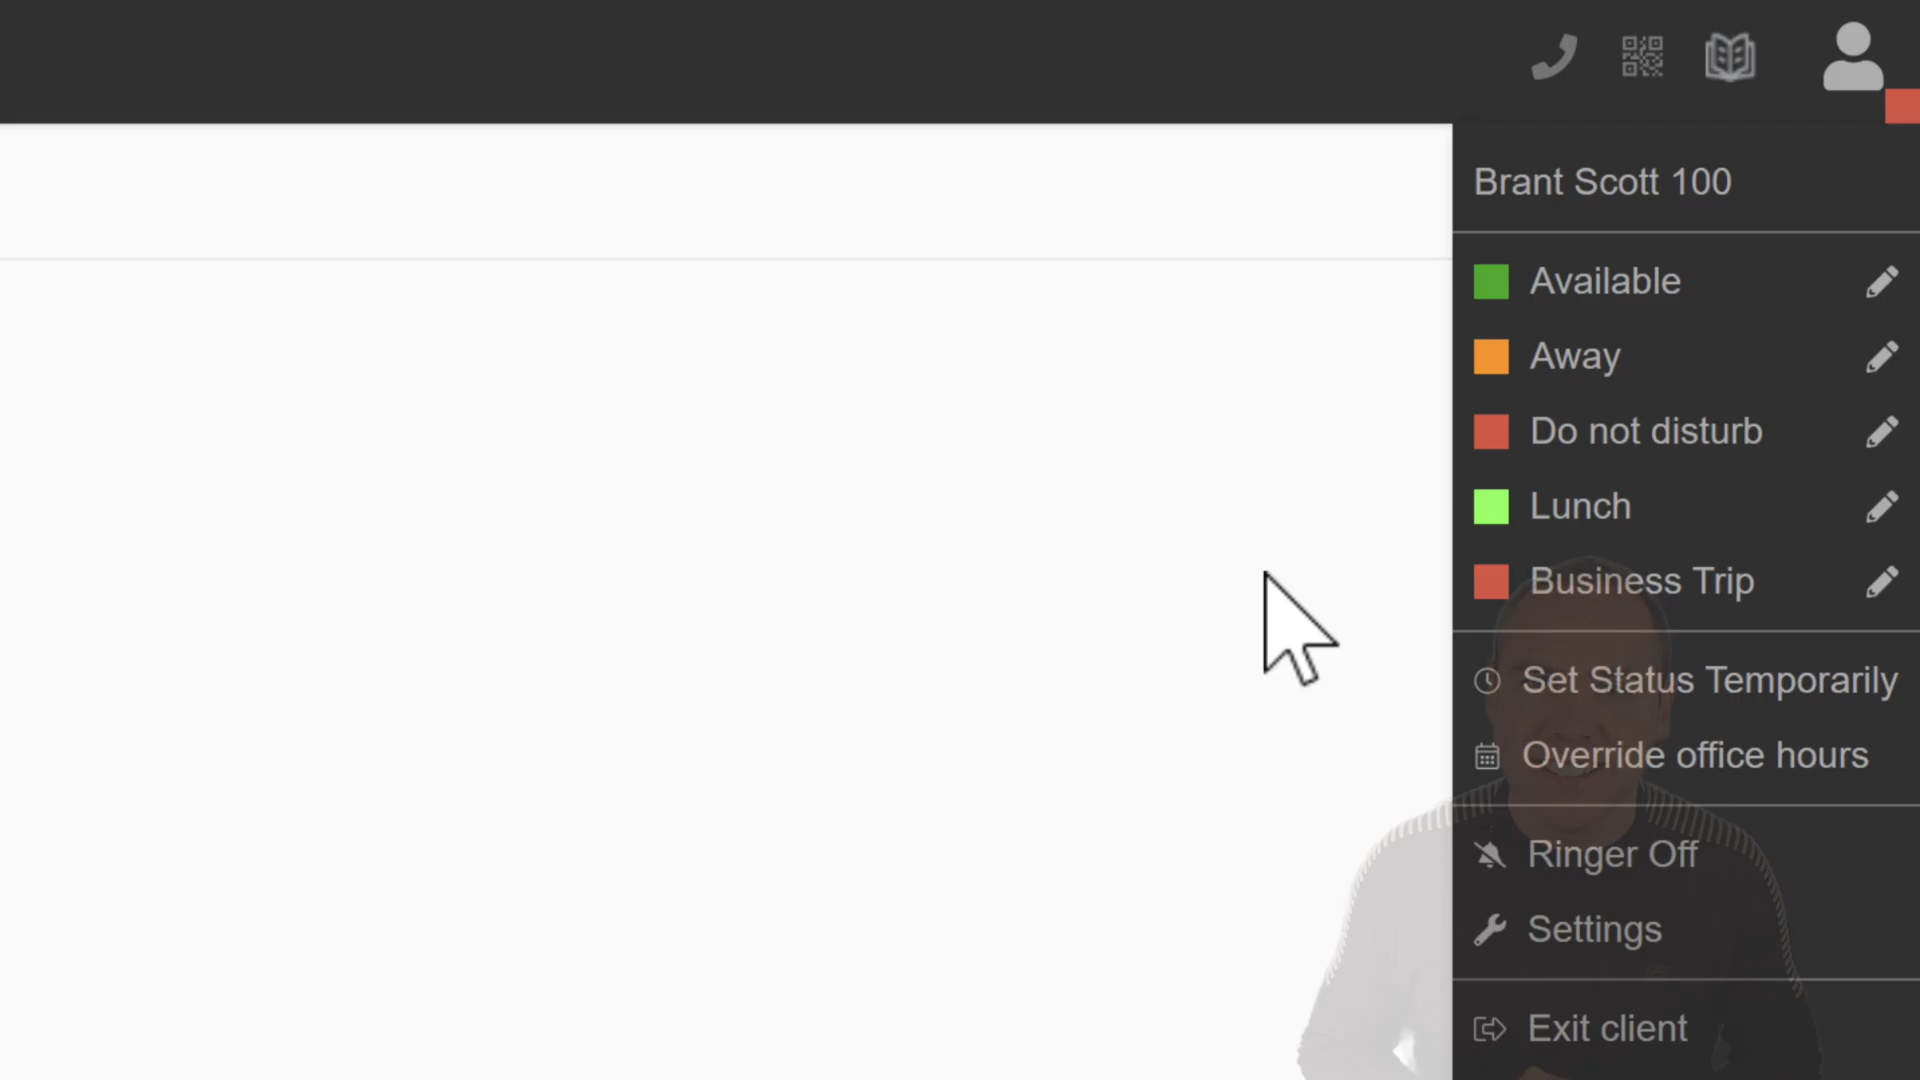 Brant Scott 100
Available
Away
Do not disturb
Lunch
Business Trip
Set Status Temporarily
Override office hours
Ringer Off
Settings
Exit client